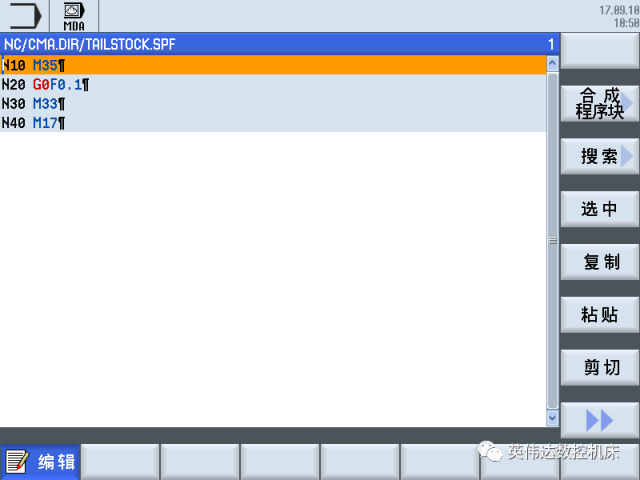 MDA
17.09.10
10:50
NC/CMA.DIR/TAILSTOCK.SPF 1
N10 M35¶
N20 G0F0.1¶
N30 M33¶
N40 M17¶
合 成
程序块
搜 索
选 中
复 制
粘 贴
剪 切
编 辑
英伟达数控机床